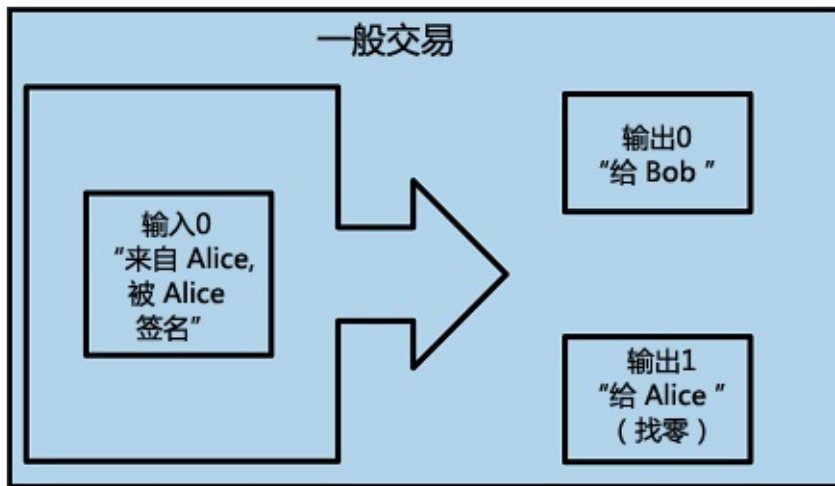 一般交易
输入0
“来自 Alice,
被 Alice
签名”
输出0
“给 Bob ”
输出1
“给 Alice ”
（ 找零 ）